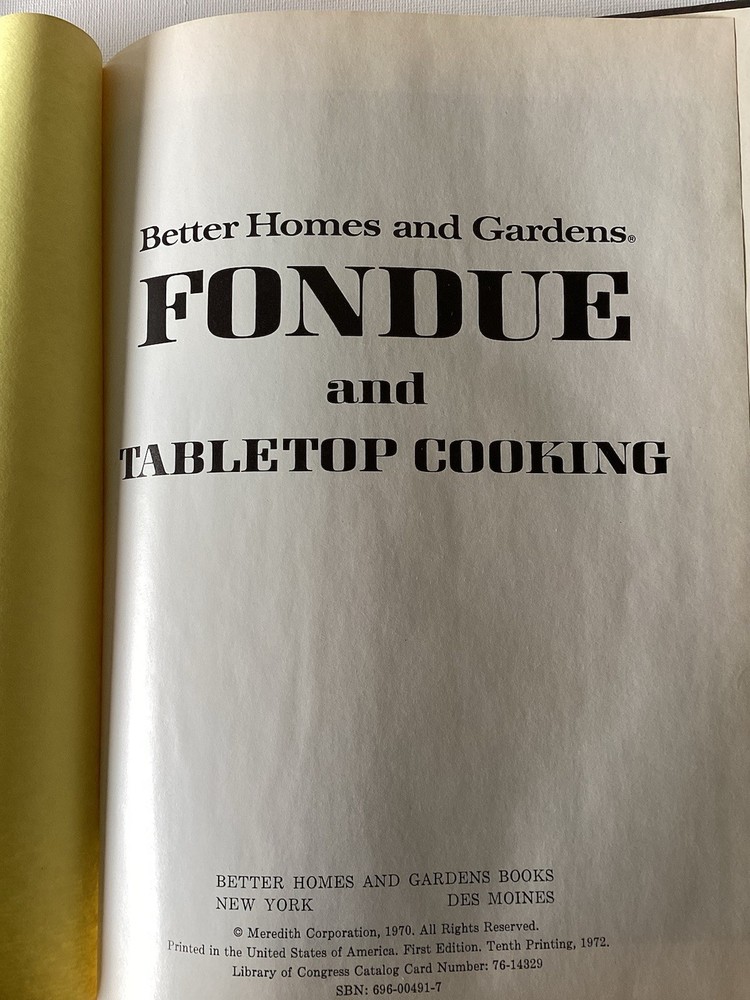 Better Homes and Gardens®
FONDUE
and
TABLETOP COOKING
BETTER HOMES AND GARDENS BOOKS
NEW YORK DES MOINES
© Meredith Corporation, 1970. All Rights Reserved.
Printed in the United States of America. First Edition. Tenth Printing, 1972.
Library of Congress Catalog Card Number: 76-14329
SBN: 696-00491-7